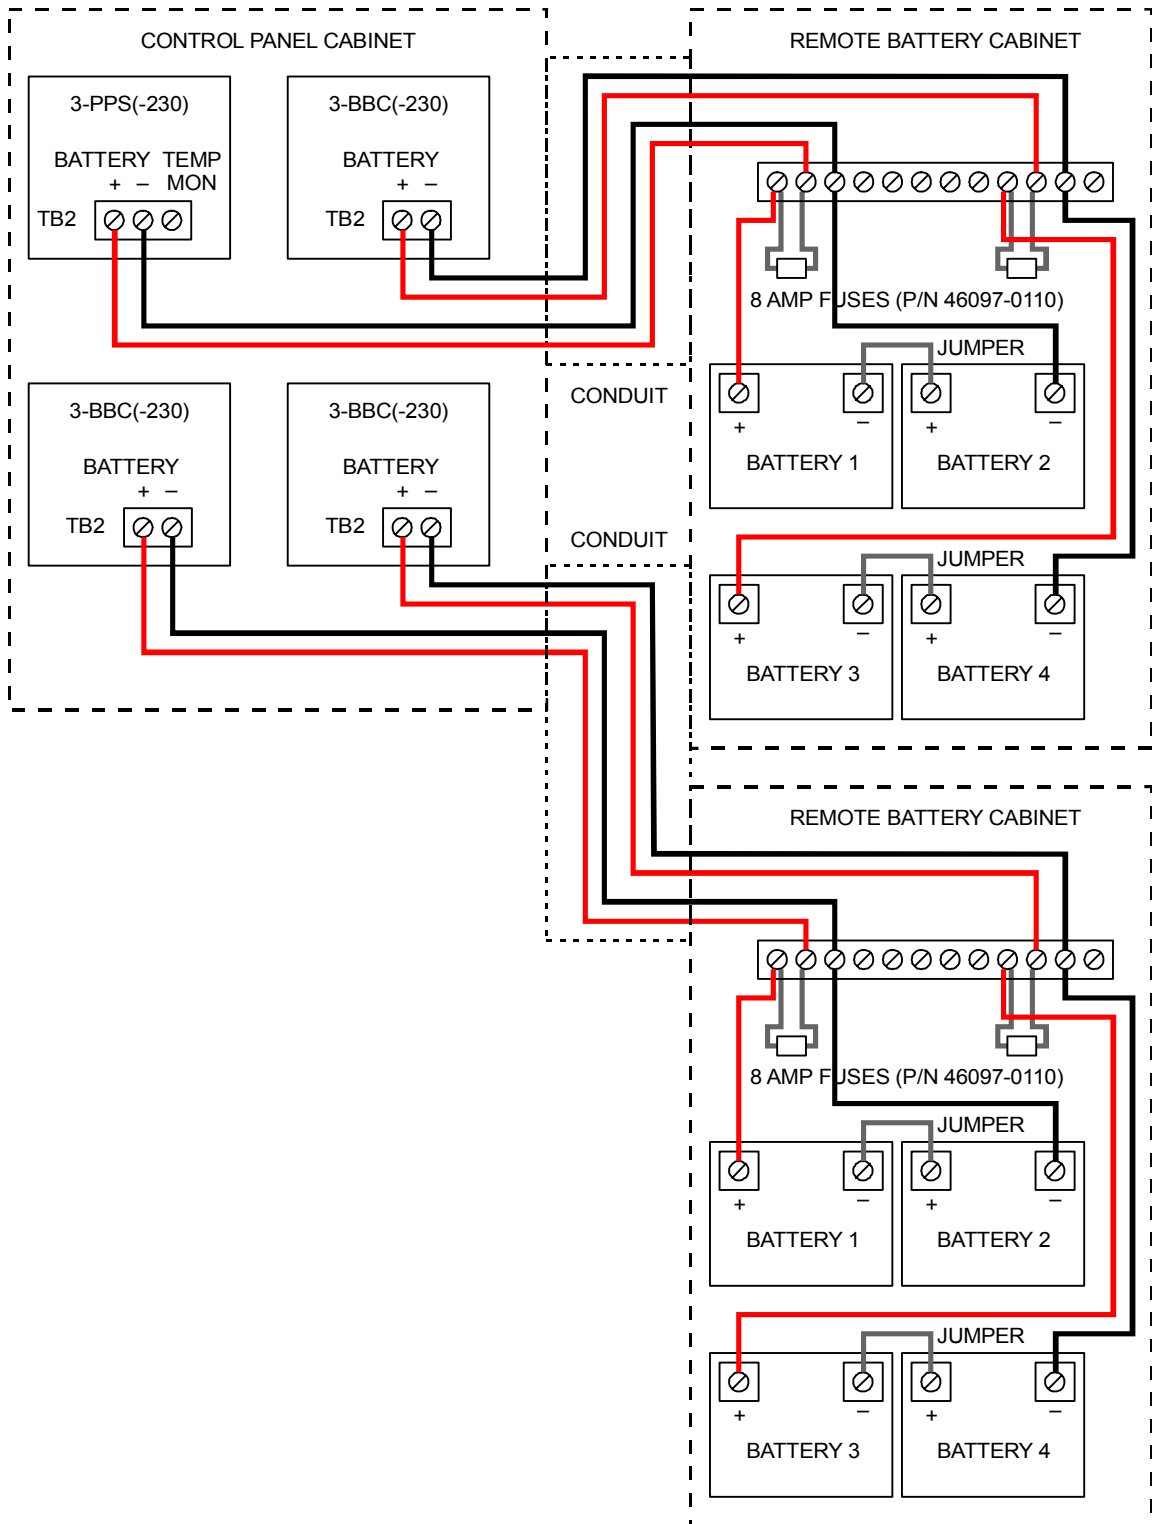 CONTROL PANEL CABINET
REMOTE BATTERY CABINET
3-PPS(-230)
BATTERY TEMP
+ – MON
TB2
3-BBC(-230)
BATTERY
+ –
TB2
8 AMP FUSES (P/N 46097-0110)
JUMPER
+ – + –
BATTERY 1
BATTERY 2
CONDUIT
3-BBC(-230)
BATTERY
+ –
TB2
3-BBC(-230)
BATTERY
+ –
TB2
CONDUIT
JUMPER
+ – + –
BATTERY 3
BATTERY 4
REMOTE BATTERY CABINET
8 AMP FUSES (P/N 46097-0110)
JUMPER
+ – + –
BATTERY 1
BATTERY 2
JUMPER
+ – + –
BATTERY 3
BATTERY 4